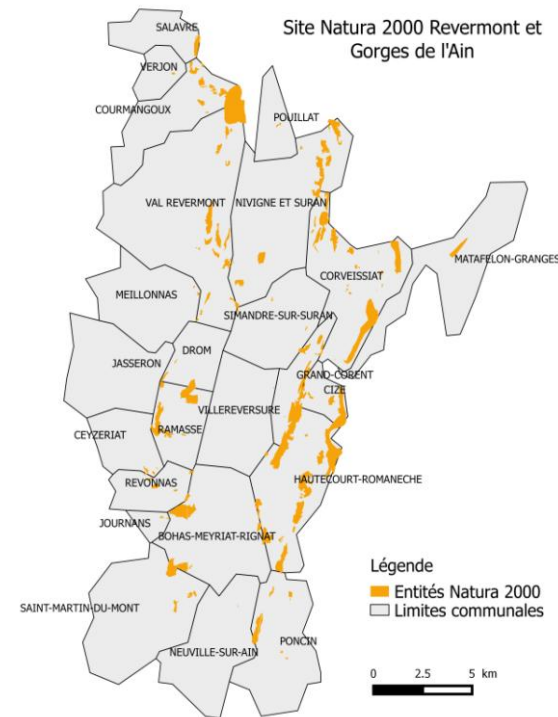 Site Natura 2000 Revermont et
Gorges de l'Ain
SALAVRE
VERJON
COURMANGOUX
POUILLAT
VAL REVERMONT
NIVIGNE ET SURAN
MATAFELON-GRANGES
CORVEISSIAT
MEILLONNAS
SIMANDRE-SUR-SURAN
DROM
JASSERON
GRAND-CORENT
CIZE
VILLEREVERSURE
CEYZERIAT
RAMASSE
REVONNAS
HAUTECOURT-ROMANECHE
JOURNANS
BOHAS-MEYRIAT-RIGNAT
SAINT-MARTIN-DU-MONT
PONCIN
NEUVILLE-SUR-AIN
Légende
Entités Natura 2000
Limites communales
0 2.5 5 km